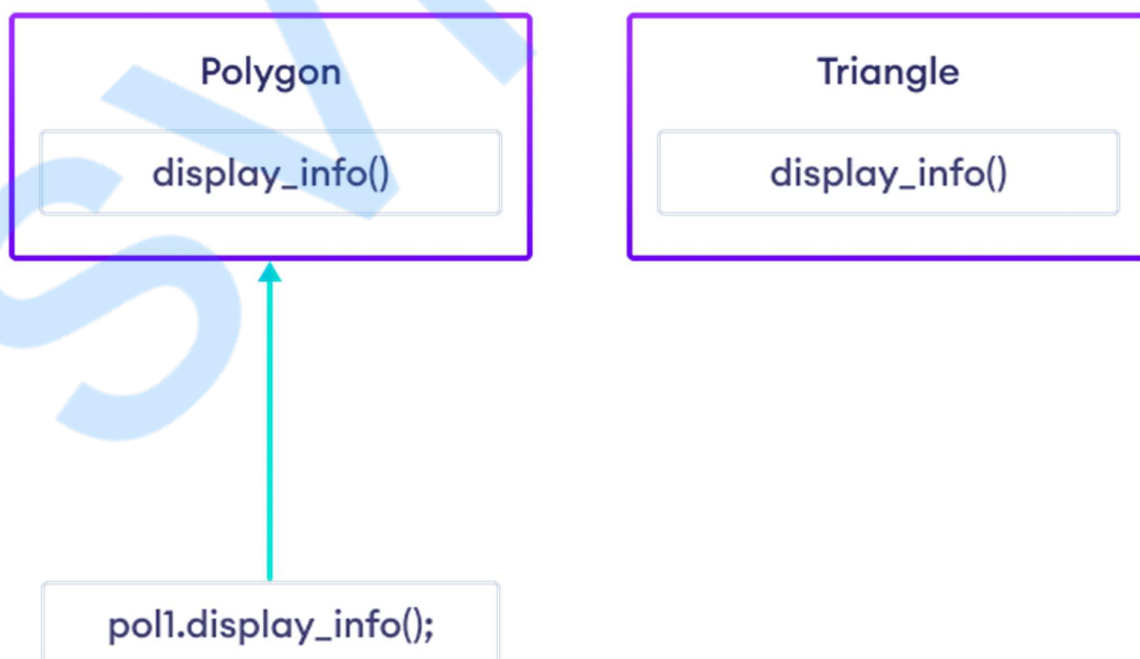 Polygon
Triangle
display_info()
display_info()
pol1.display_info();